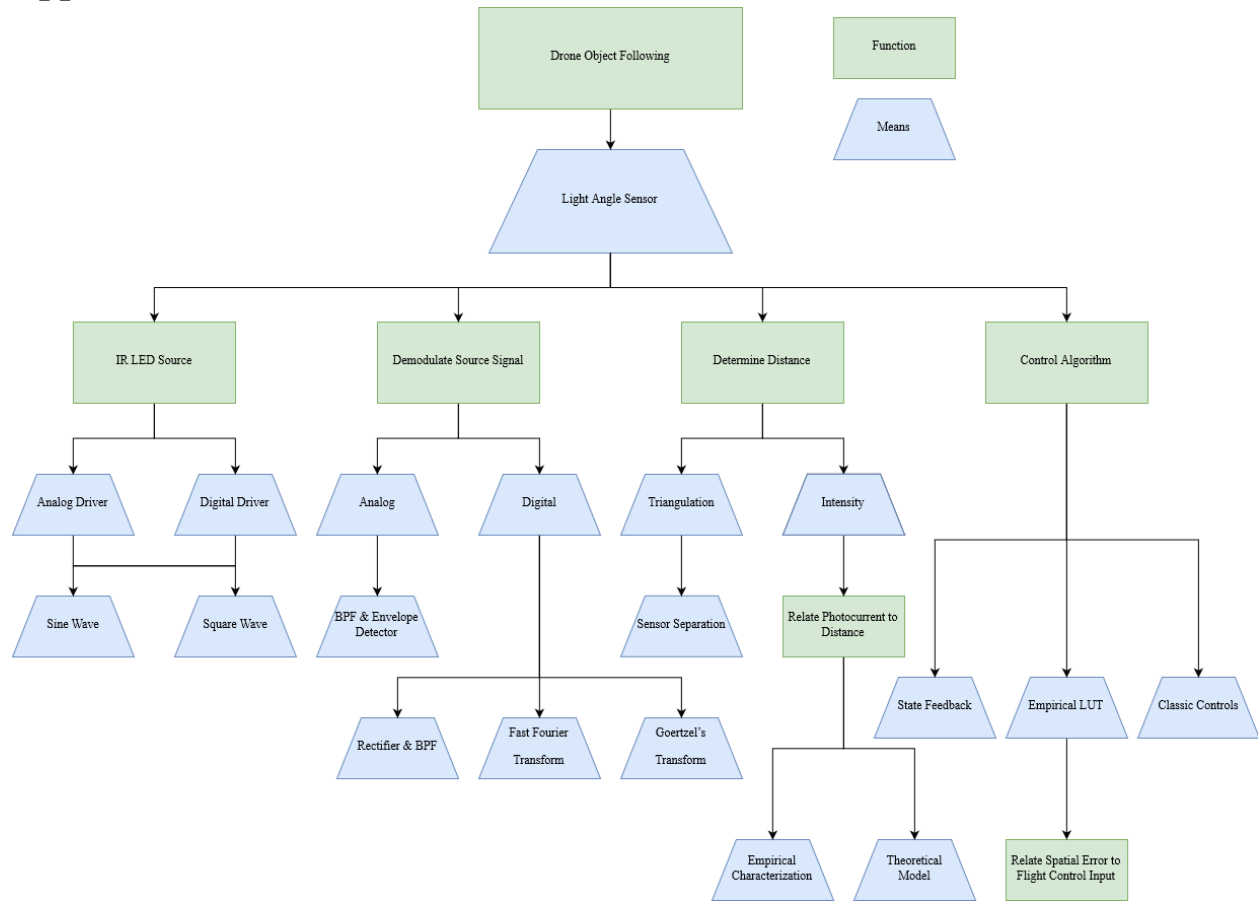 Drone Object Following
Function
Means
Light Angle Sensor
IR LED Source
Demodulate Source Signal
Determine Distance
Control Algorithm
Analog Driver
Digital Driver
Analog
Digital
Triangulation
Intensity
Sine Wave
Square Wave
BPF & Envelope
Detector
Sensor Separation
Relate Photocurrent to
Distance
State Feedback
Empirical LUT
Classic Controls
Rectifier & BPF
Fast Fourier
Transform
Goertzel's
Transform
Empirical
Characterization
Theoretical
Model
Relate Spatial Error to
Flight Control Input